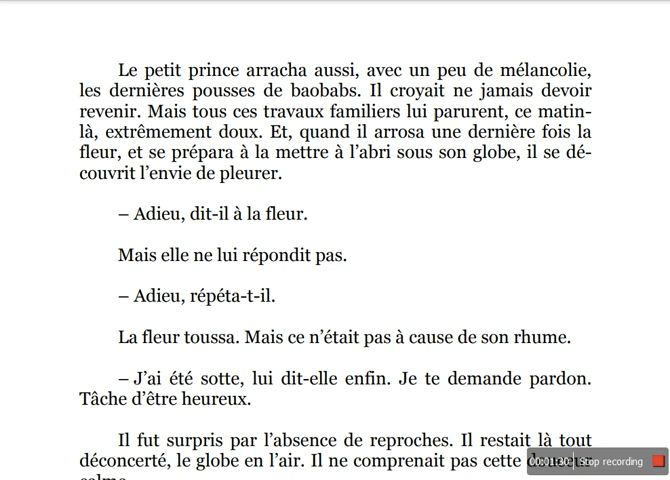 Le petit prince arracha aussi, avec un peu de mélancolie,
les dernières pousses de baobabs. Il croyait ne jamais devoir
revenir. Mais tous ces travaux familiers lui parurent, ce matin-
là, extrêmement doux. Et, quand il arrosa une dernière fois la
fleur, et se prépara à la mettre à l’abri sous son globe, il se dé-
couvrit l’envie de pleurer.
– Adieu, dit-il à la fleur.
Mais elle ne lui répondit pas.
– Adieu, répéta-t-il.
La fleur toussa. Mais ce n’était pas à cause de son rhume.
– J’ai été sotte, lui dit-elle enfin. Je te demande pardon.
Tâche d’être heureux.
Il fut surpris par l’absence de reproches. Il restait là tout
déconcerté, le globe en l’air. Il ne comprenait pas cette
Stop recording